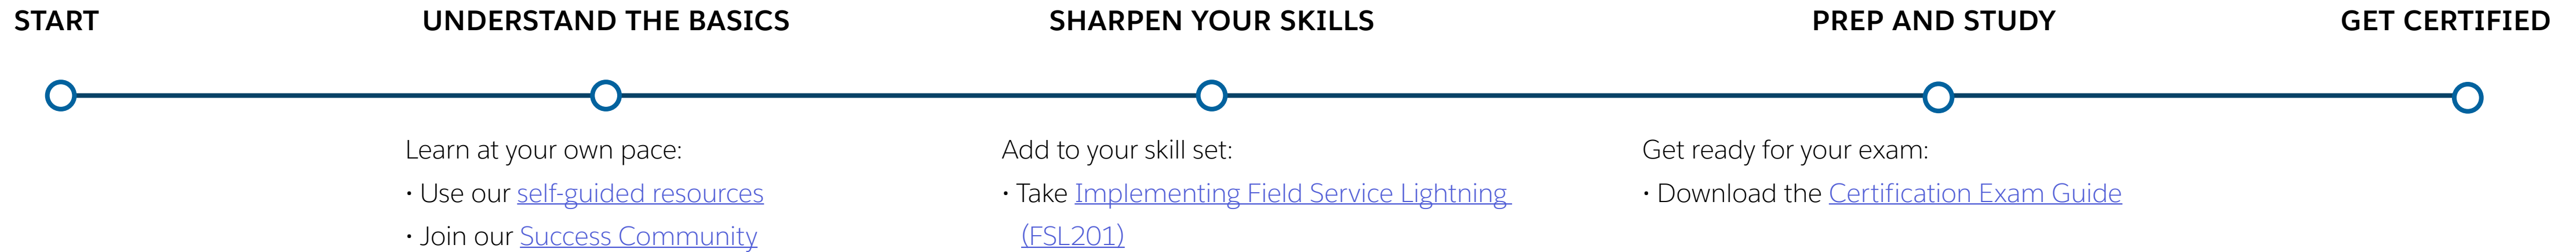 START
UNDERSTAND THE BASICS
SHARPEN YOUR SKILLS
PREP AND STUDY
GET CERTIFIED
Learn at your own pace:
· Use our self-guided resources
· Join our Success Community
Add to your skill set:
· Take Implementing Field Service Lightning
(FSL201)
Get ready for your exam:
· Download the Certification Exam Guide